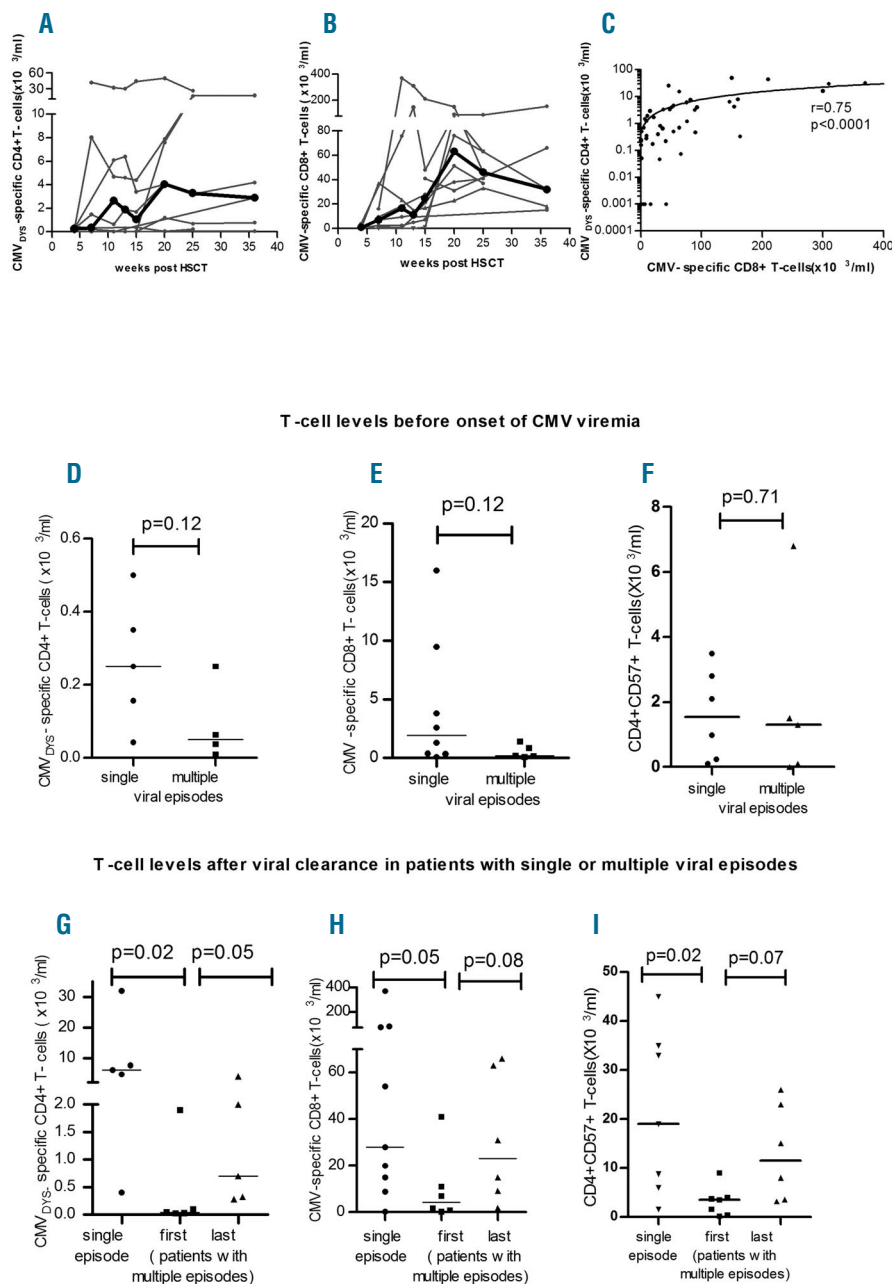 A
B
C
CMVDYS-specific CD4+T- cells(x10 3/ml)
60
30
10
8
6
4
2
0
0 5 10 15 20 25 30 35 40
weeks post HSCT
CMV-specific CD8+ T-cells ( x10 3/ml)
400
200
80
60
40
20
0
0 5 10 15 20 25 30 35 40
weeks post HSCT
CMV DYS-specific CD4+ T-cells(x10 3/ml)
100
10
1
0.1
0.01
0.001
0.0001
r=0.75
p<0.0001
0 100 200 300 400
CMV- specific CD8+ T-cells(x10 3/ml)
T-cell levels before onset of CMV viremia
D
E
F
p=0.12
CMVDYS- specific CD4+ T-cells ( x10 3/ml)
0.6
0.4
0.2
0.0
single multiple
viral episodes
p=0.12
CMV -specific CD8+ T- cells(x10 3/ml)
20
15
10
5
0
single multiple
viral episodes
p=0.71
CD4+CD57+ T-cells(X10 3/ml)
8
6
4
2
0
single multiple
viral episodes
T-cell levels after viral clearance in patients with single or multiple viral episodes
G
H
I
p=0.02 p=0.05
CMVDYS- specific CD4+ T- cells ( x10 3/ml)
30
20
10
2.0
1.5
1.0
0.5
0.0
single first last
episode ( patients with
multiple episodes)
p=0.05 p=0.08
CMV-specific CD8+ T-cells(x10 3/ml)
400
200
60
40
20
0
single first last
episode ( patients with
multiple episodes)
p=0.02 p=0.07
CD4+CD57+ T-cells(X10 3/ml)
50
40
30
20
10
0
single first last
episode (patients with
multiple episodes)